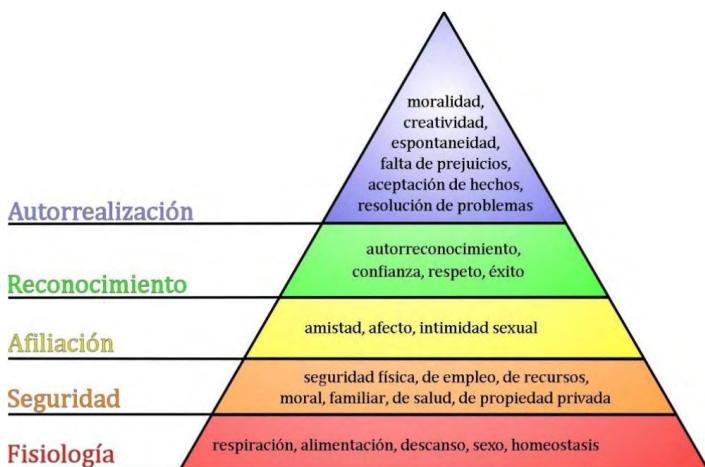 moralidad,
creatividad,
espontaneidad,
falta de prejuicios,
aceptación de hechos,
resolución de problemas
Autorrealización
autorreconocimiento,
confianza, respeto, éxito
Reconocimiento
amistad, afecto, intimidad sexual
Afiliación
seguridad física, de empleo, de recursos,
moral, familiar, de salud, de propiedad privada
Seguridad
respiración, alimentación, descanso, sexo, homeostasis
Fisiología